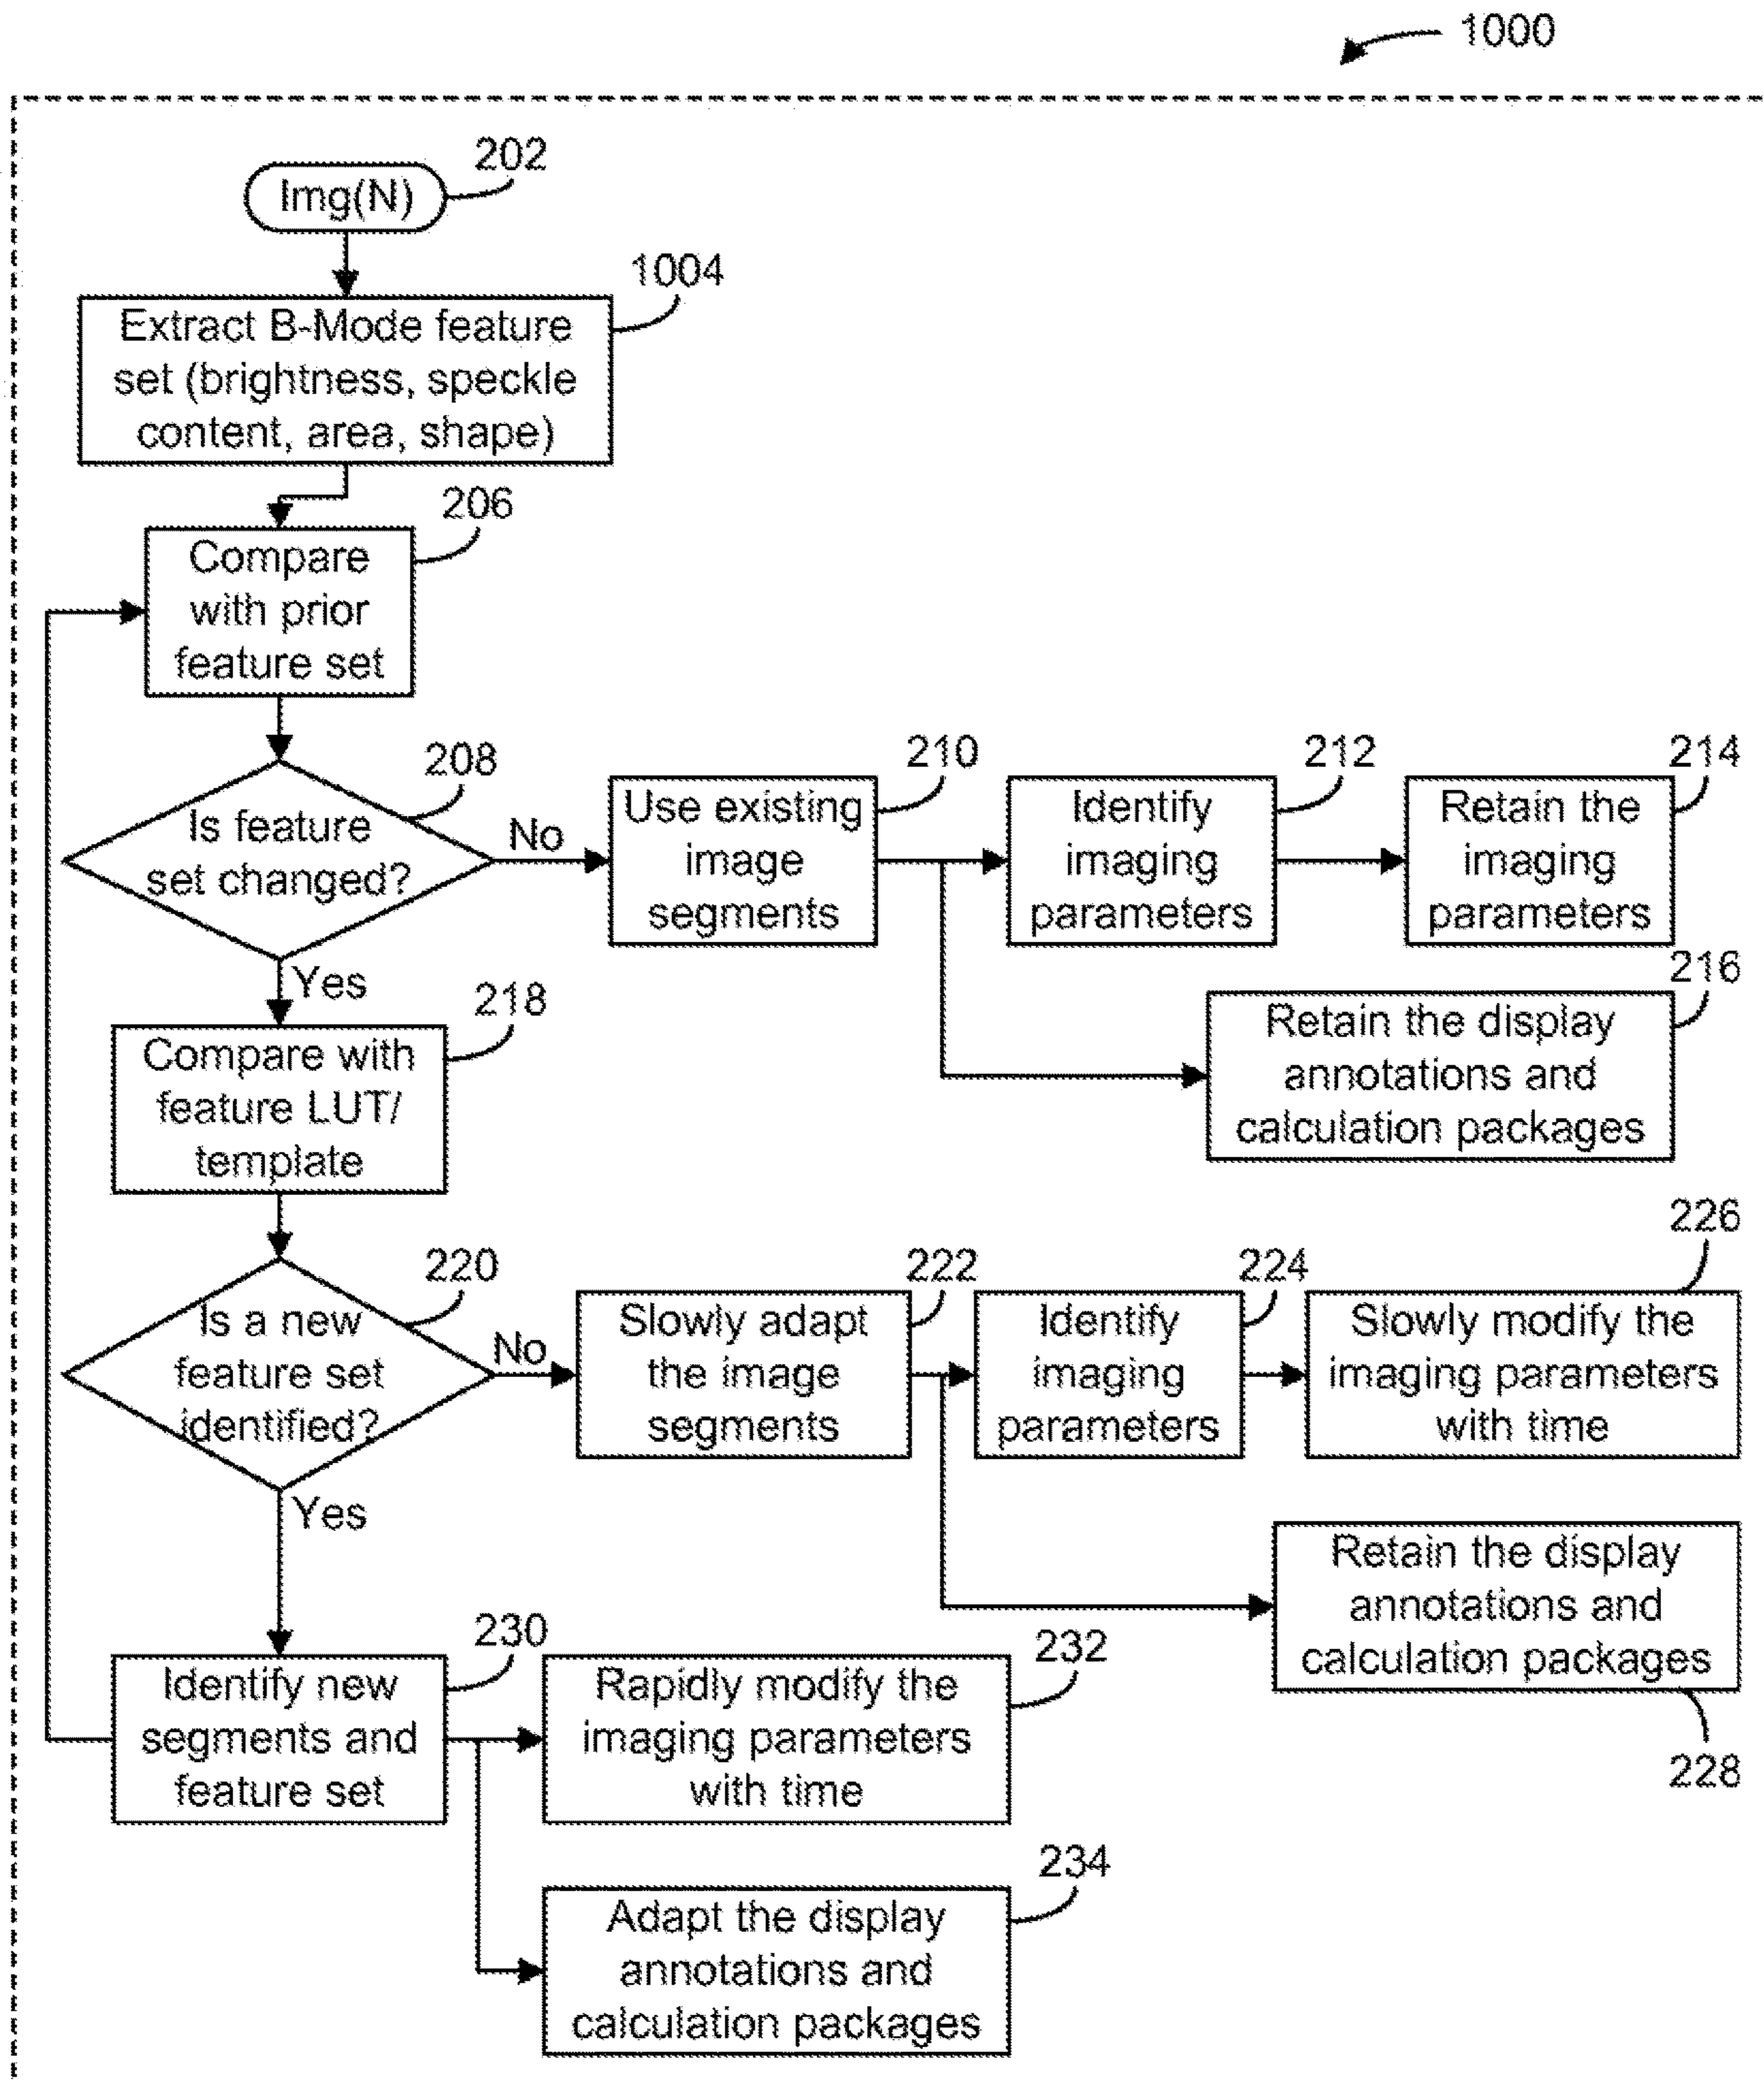 1000
202
Img(N)
1004
Extract B-Mode feature
set (brightness, speckle
content, area, shape)
206
Compare
with prior
feature set
208
Is feature
set changed?
No
210
Use existing
image
segments
212
Identify
imaging
parameters
214
Retain the
imaging
parameters
216
Retain the display
annotations and
calculation packages
Yes
218
Compare with
feature LUT/
template
220
Is a new
feature set
identified?
No
222
Slowly adapt
the image
segments
224
Identify
imaging
parameters
226
Slowly modify the
imaging parameters
with time
Retain the display
annotations and
calculation packages
228
Yes
230
Identify new
segments and
feature set
232
Rapidly modify the
imaging parameters
with time
234
Adapt the display
annotations and
calculation packages